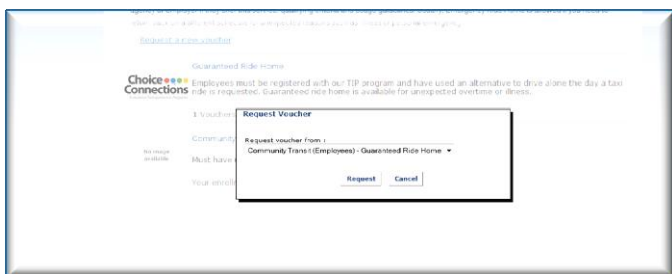 Request a new voucher
Guaranteed Ride Home
Choice
Connections
Employees must be registered with our TIP program and have used an alternative to drive alone the day a taxi
ride is requested. Guaranteed ride home is available for unexpected overtime or illness.
1 Vouchers
Request Voucher
Request voucher from :
Community Transit (Employees) - Guaranteed Ride Home
Request Cancel
Community
No image
available
Must have
Your enroll